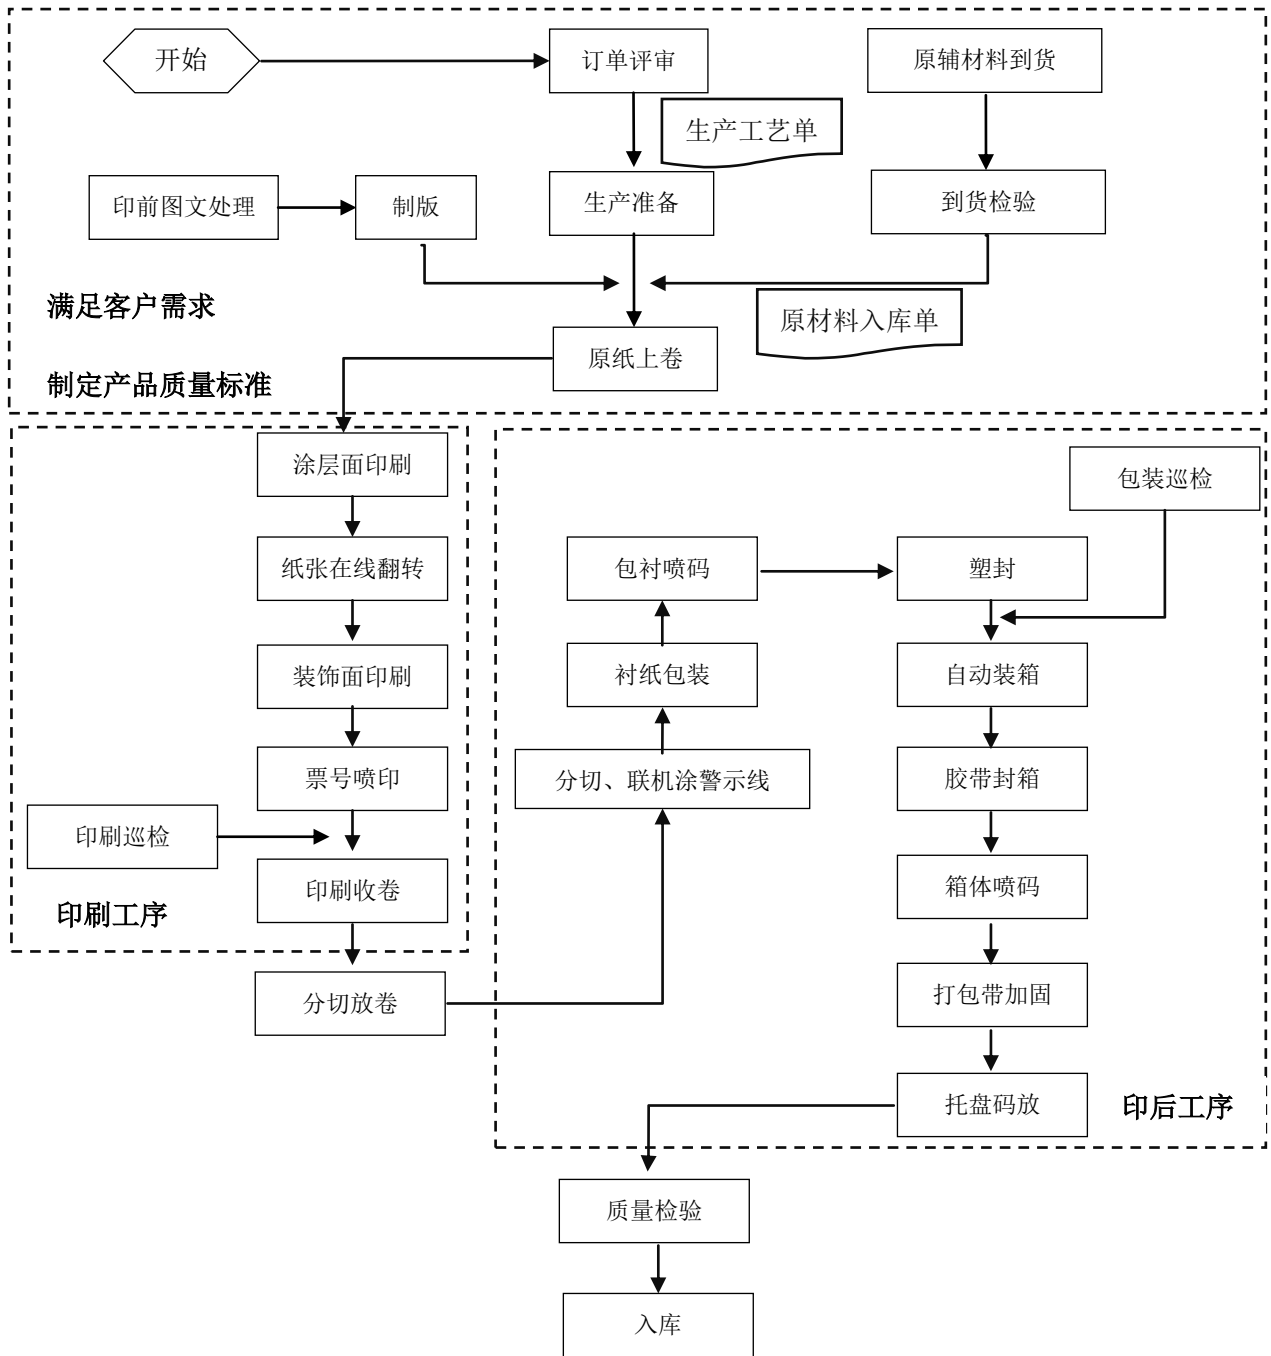 开始
订单评审
原辅材料到货
生产工艺单
印前图文处理
制版
生产准备
到货检验
满足客户需求
原材料入库单
原纸上卷
制定产品质量标准
涂层面印刷
纸张在线翻转
装饰面印刷
票号喷印
印刷巡检
印刷收卷
印刷工序
分切放卷
包装巡检
包衬喷码
塑封
衬纸包装
自动装箱
分切、联机涂警示线
胶带封箱
箱体喷码
打包带加固
托盘码放
印后工序
质量检验
入库